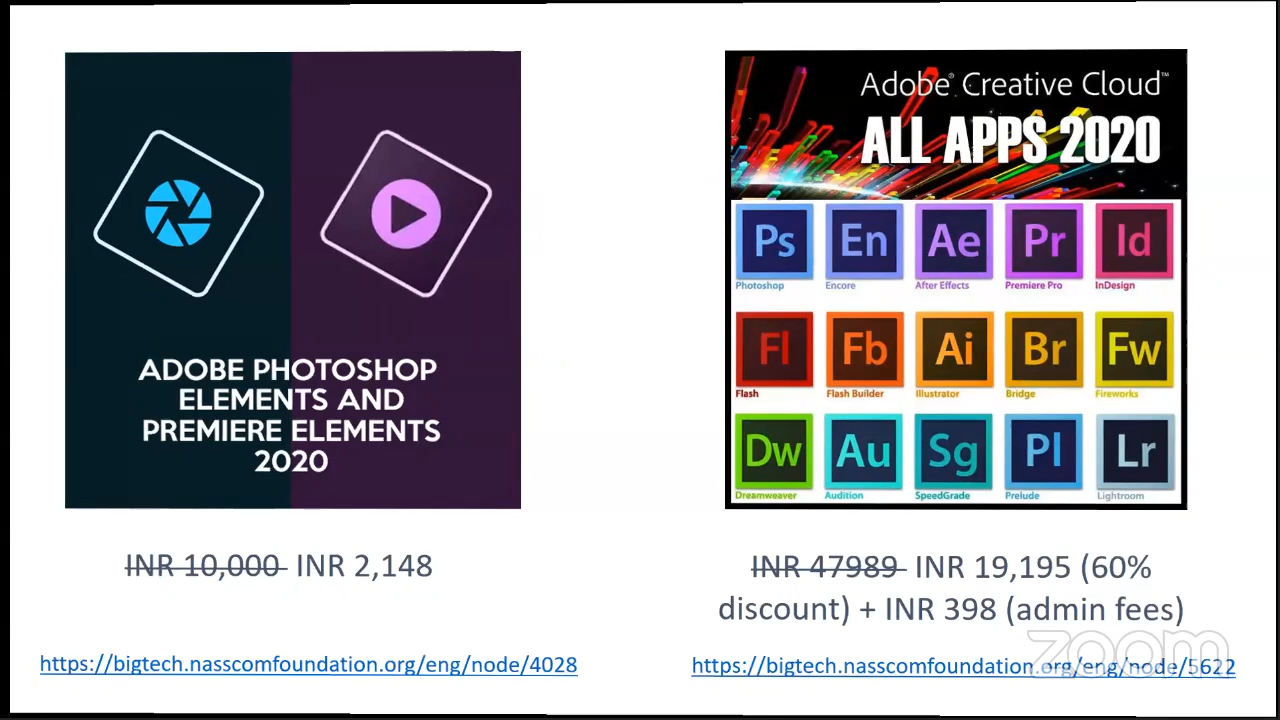 ADOBE PHOTOSHOP
ELEMENTS AND
PREMIERE ELEMENTS
2020
INR 10,000 INR 2,148
https://bigtech.nasscomfoundation.org/eng/node/4028
Adobe® Creative Cloud™
ALL APPS 2020
Ps En Ae Pr Id
Photoshop Encore After Effects Premiere Pro InDesign
Fl Fb Ai Br Fw
Flash Flash Builder Illustrator Bridge Fireworks
Dw Au Sg Pl Lr
Dreamweaver Audition SpeedGrade Prelude Lightroom
INR 47989 INR 19,195 (60%
discount) + INR 398 (admin fees)
https://bigtech.nasscomfoundation.org/eng/node/5622
zoom